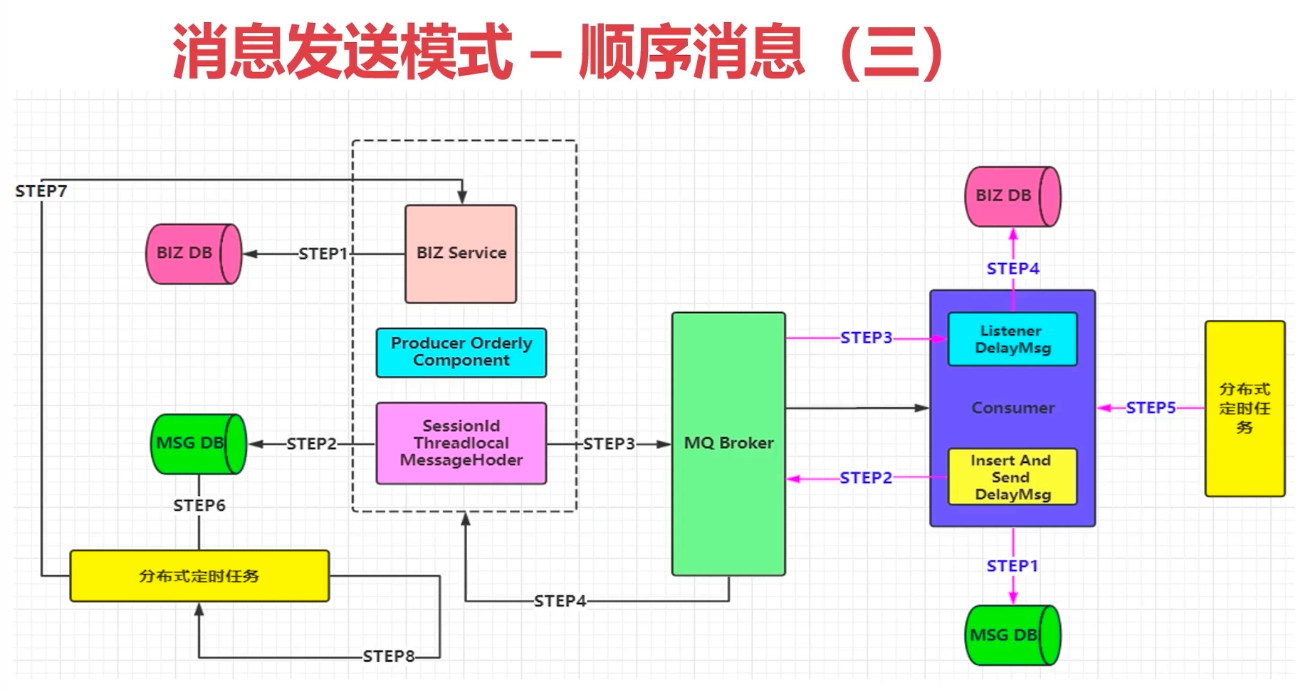 消息发送模式 – 顺序消息（三）
STEP7
BIZ DB
STEP1
BIZ Service
Producer Orderly
Component
MSG DB
STEP2
SessionId
Threadlocal
MessageHoder
STEP3
STEP6
分布式定时任务
STEP8
STEP4
MQ Broker
BIZ DB
STEP4
STEP3
Listener
DelayMsg
Consumer
STEP5
分布式
定时任
务
STEP2
Insert And
Send
DelayMsg
STEP1
MSG DB